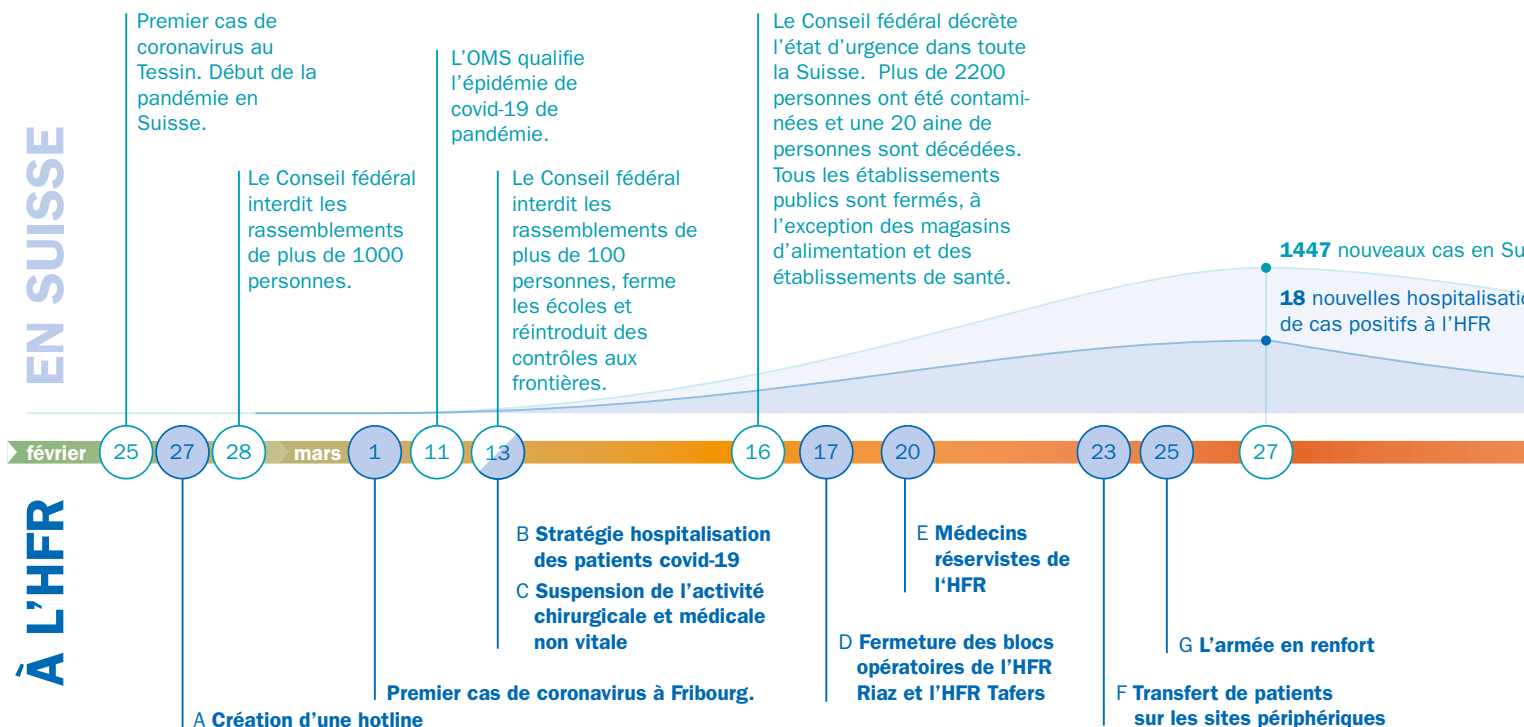 EN SUISSE
Premier cas de
coronavirus au
Tessin. Début de la
pandémie en
Suisse.
Le Conseil fédéral
interdit les
rassemblements
de plus de 1000
personnes.
L’OMS qualifie
l’épidémie de
covid-19 de
pandémie.
Le Conseil fédéral
interdit les
rassemblements de
plus de 100
personnes, ferme
les écoles et
réintroduit des
contrôles aux
frontières.
Le Conseil fédéral décrète
l’état d’urgence dans toute
la Suisse. Plus de 2200
personnes ont été contami-
nées et une 20 aine de
personnes sont décédées.
Tous les établissements
publics sont fermés, à
l’exception des magasins
d’alimentation et des
établissements de santé.
1447 nouveaux cas en Su
18 nouvelles hospitalisatio
de cas positifs à l’HFR
février 25 27 28 mars 1 11 13 16 17 20 23 25 27
À L’HFR
A Création d’une hotline
Premier cas de coronavirus à Fribourg.
B Stratégie hospitalisation
des patients covid-19
C Suspension de l’activité
chirurgicale et médicale
non vitale
D Fermeture des blocs
opératoires de l’HFR
Riaz et l’HFR Tafers
E Médecins
réservistes de
l‘HFR
F Transfert de patients
sur les sites périphériques
G L’armée en renfort